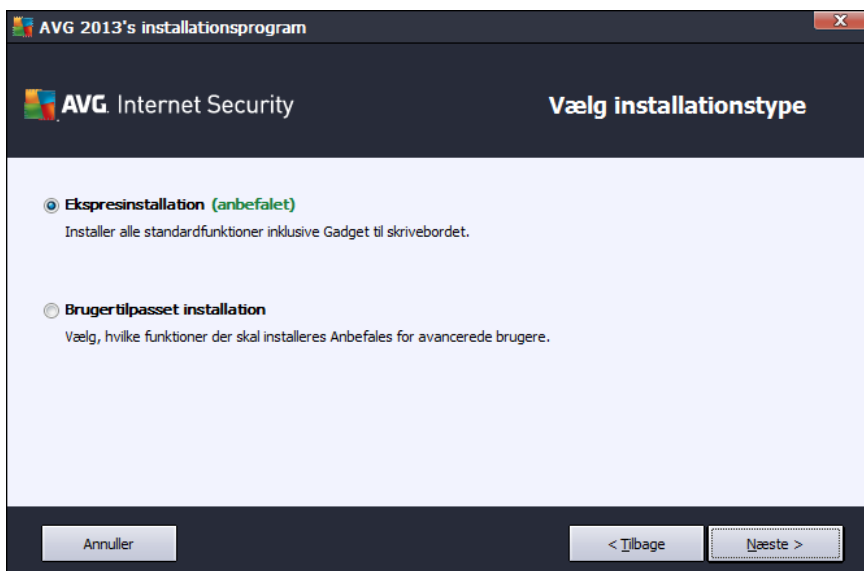 AVG 2013's installationsprogram
X
AVG. Internet Security
Vælg installationstype
Ekspresinstallation (anbefalet)
Installer alle standardfunktioner inklusive Gadget til skrivebordet.
Brugertilpasset installation
Vælg, hvilke funktioner der skal installeres Anbefales for avancerede brugere.
Annuller
< Tilbage
Næste >